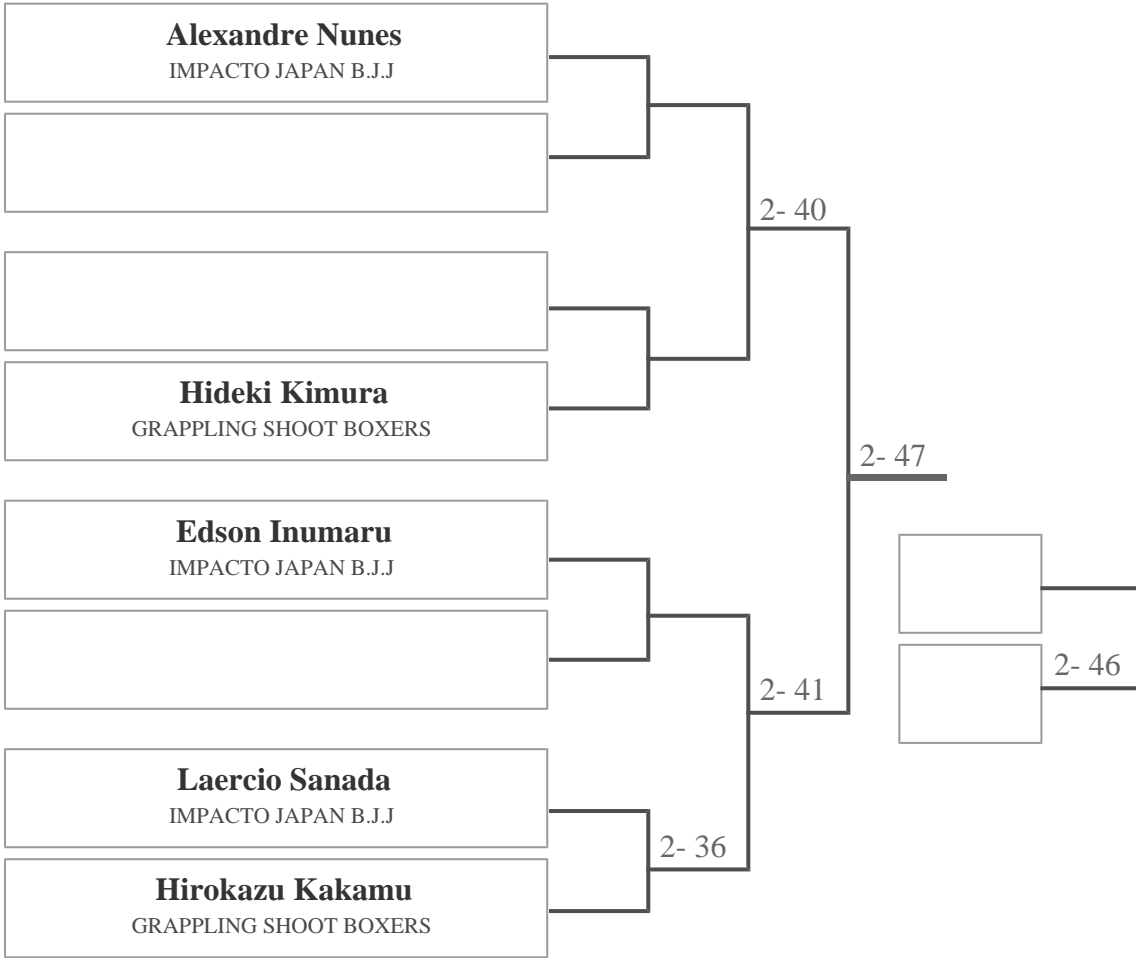 Alexandre Nunes
IMPACTO JAPAN B.J.J
2- 40
Hideki Kimura
GRAPPLING SHOOT BOXERS
2- 47
Edson Inumaru
IMPACTO JAPAN B.J.J
2- 46
2- 41
Laercio Sanada
IMPACTO JAPAN B.J.J
2- 36
Hirokazu Kakamu
GRAPPLING SHOOT BOXERS